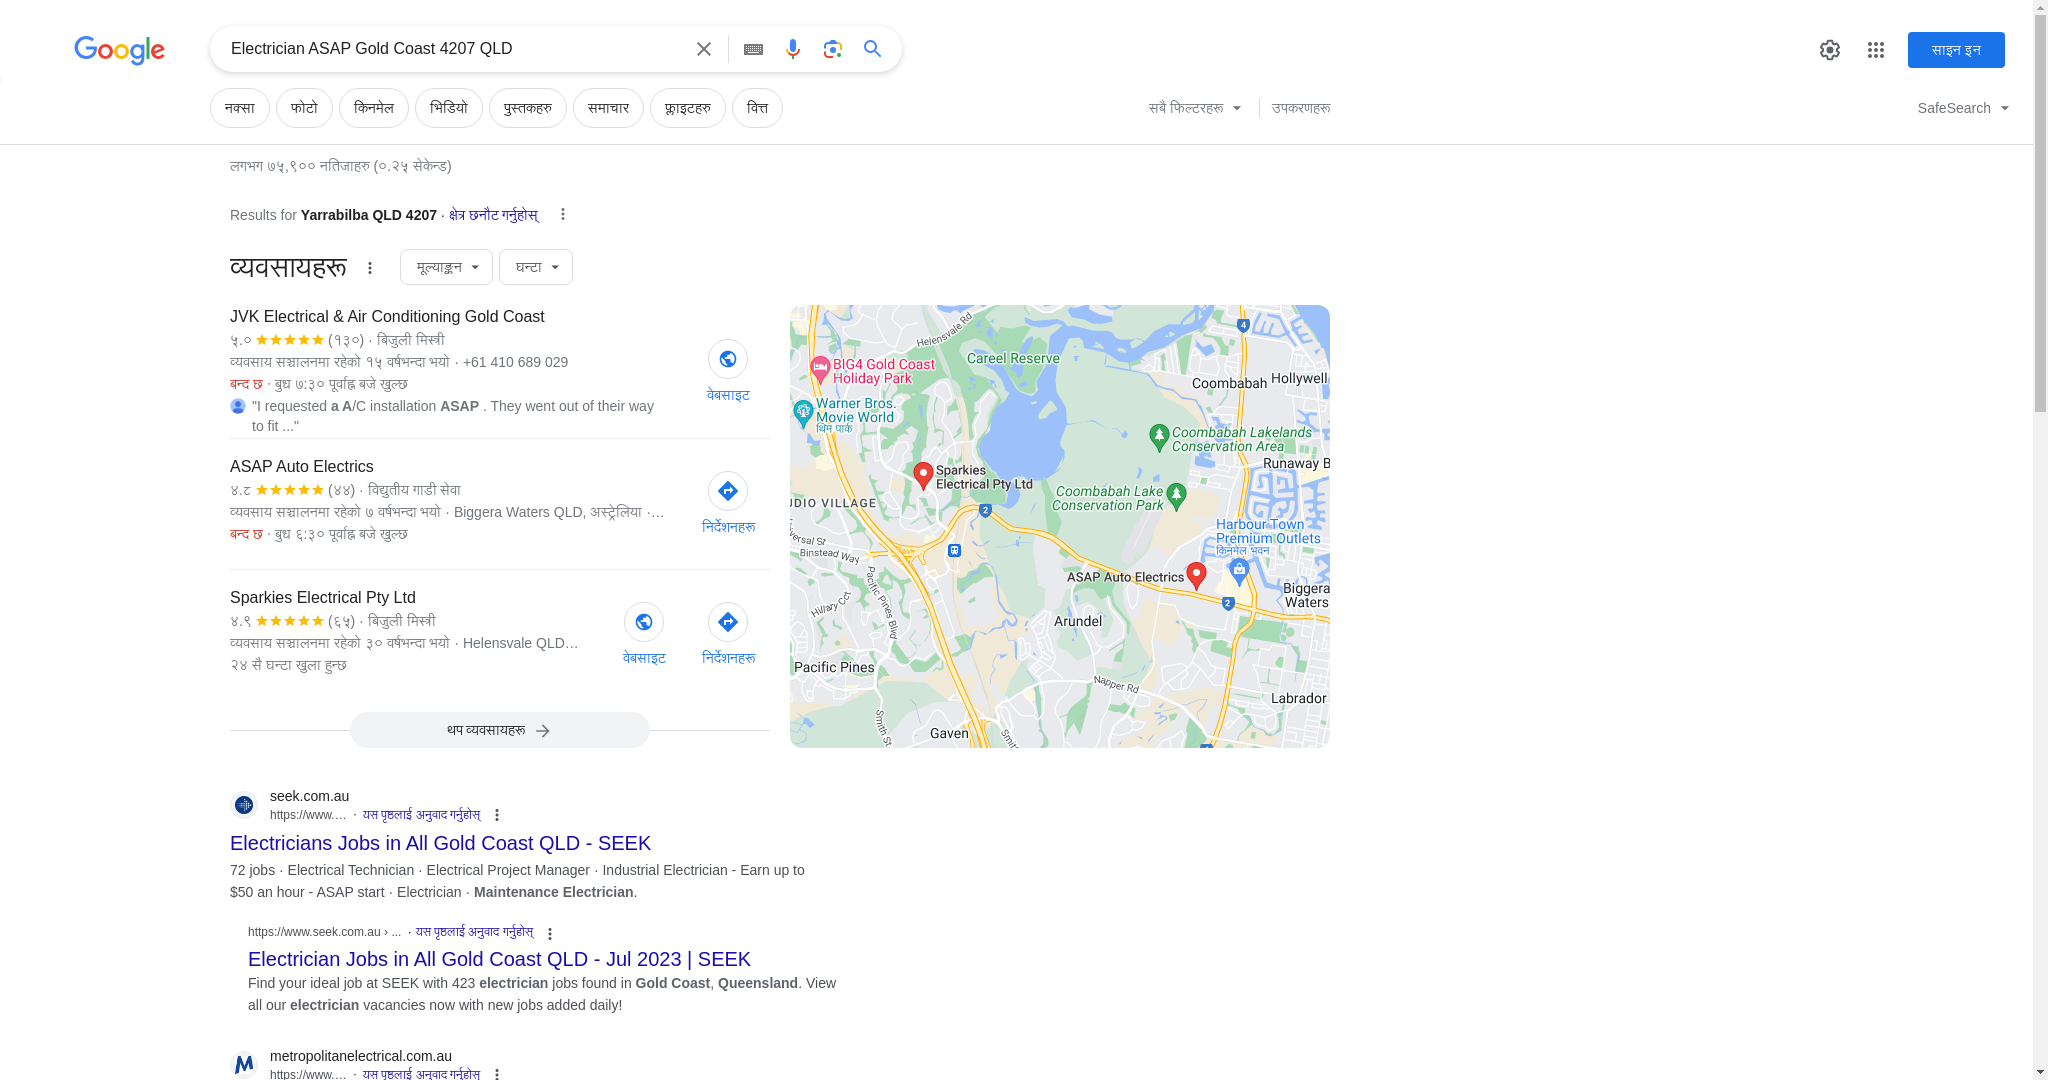 Google
Electrician ASAP Gold Coast 4207 QLD
साइन इन
नक्सा
फोटो
किनमेल
भिडियो
पुस्तकहरु
समाचार
फ्लाइटहरु
वित्त
सबै फिल्टरहरू
उपकरणहरू
SafeSearch
लगभग ७५,९०० नतिजाहरु (०.२५ सेकेन्ड)
Results for Yarrabilba QLD 4207 · क्षेत्र छनौट गर्नुहोस्
व्यवसायहरू
मूल्याङ्कन
घन्टा
JVK Electrical & Air Conditioning Gold Coast
५.० (१३०) · बिजुली मिस्त्री
व्यवसाय सञ्चालनमा रहेको १५ वर्षभन्दा भयो · +61 410 689 029
बन्द छ · बुध ७:३० पूर्वाह्न बजे खुल्छ
"I requested a A/C installation ASAP . They went out of their way
to fit ..."
वेबसाइट
ASAP Auto Electrics
४.८ (४४) · विद्युतीय गाडी सेवा
व्यवसाय सञ्चालनमा रहेको ७ वर्षभन्दा भयो · Biggera Waters QLD, अस्ट्रेलिया ·...
बन्द छ · बुध ६:३० पूर्वाह्न बजे खुल्छ
निर्देशनहरू
Sparkies Electrical Pty Ltd
४.९ (६५) · बिजुली मिस्त्री
व्यवसाय सञ्चालनमा रहेको ३० वर्षभन्दा भयो · Helensvale QLD...
२४ सै घन्टा खुला हुन्छ
वेबसाइट
निर्देशनहरू
थप व्यवसायहरू
Helensvale Rd
Careel Reserve
4
BIG4 Gold Coast
Holiday Park
Coombabah
Hollywell
Warner Bros.
Movie World
थिम पार्क
Coombabah Lakelands
Conservation Area
Runaway B
Sparkies
Electrical Pty Ltd
Coombabah Lake
Conservation Park
UDIO VILLAGE
2
Harbour Town
Premium Outlets
किनमेल भवन
versal St
Binstead Way
ASAP Auto Electrics
Biggera
Waters
2
Pacific Pines Blvd
Hillary Cct
Arundel
Pacific Pines
Napper Rd
Labrador
Smith St
Gaven
Smit
seek.com.au
https://www.... · यस पृष्ठलाई अनुवाद गर्नुहोस्
Electricians Jobs in All Gold Coast QLD - SEEK
72 jobs · Electrical Technician · Electrical Project Manager · Industrial Electrician - Earn up to
$50 an hour - ASAP start · Electrician · Maintenance Electrician.
https://www.seek.com.au › ... · यस पृष्ठलाई अनुवाद गर्नुहोस्
Electrician Jobs in All Gold Coast QLD - Jul 2023 | SEEK
Find your ideal job at SEEK with 423 electrician jobs found in Gold Coast, Queensland. View
all our electrician vacancies now with new jobs added daily!
metropolitanelectrical.com.au
https://www.... · यस पृष्ठलाई अनुवाद गर्नुहोस्